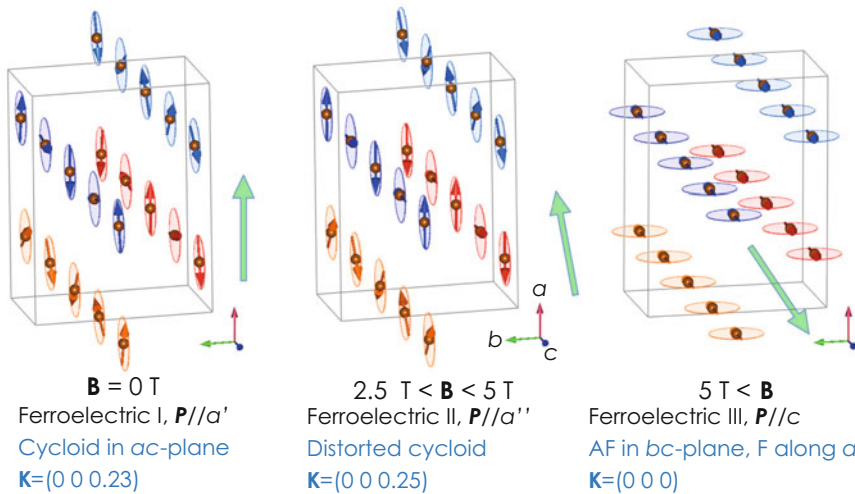 a
b
c
B = 0 T
Ferroelectric I, P//a'
Cycloid in ac-plane
K=(0 0 0.23)
2.5 T < B < 5 T
Ferroelectric II, P//a''
Distorted cycloid
K=(0 0 0.25)
5 T < B
Ferroelectric III, P//c
AF in bc-plane, F along a
K=(0 0 0)